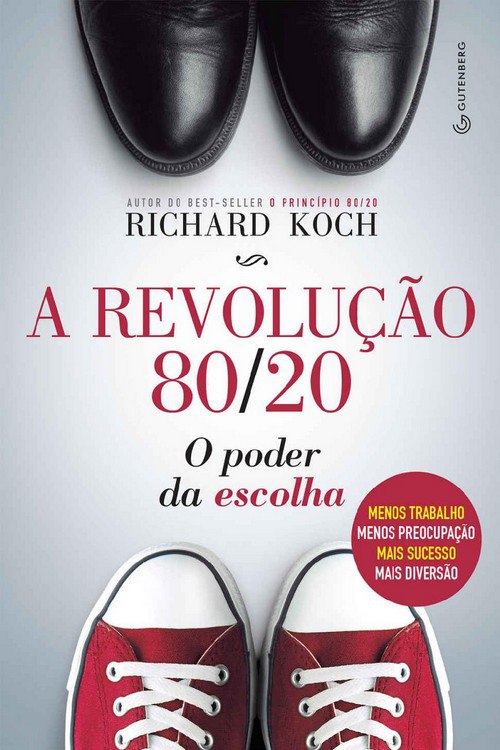 GUTENBERG
AUTOR DO BEST-SELLER O PRINCÍPIO 80/20
RICHARD KOCH
A REVOLUÇÃO
80/20
O poder
da escolha
MENOS TRABALHO
MENOS PREOCUPAÇÃO
MAIS SUCESSO
MAIS DIVERSÃO